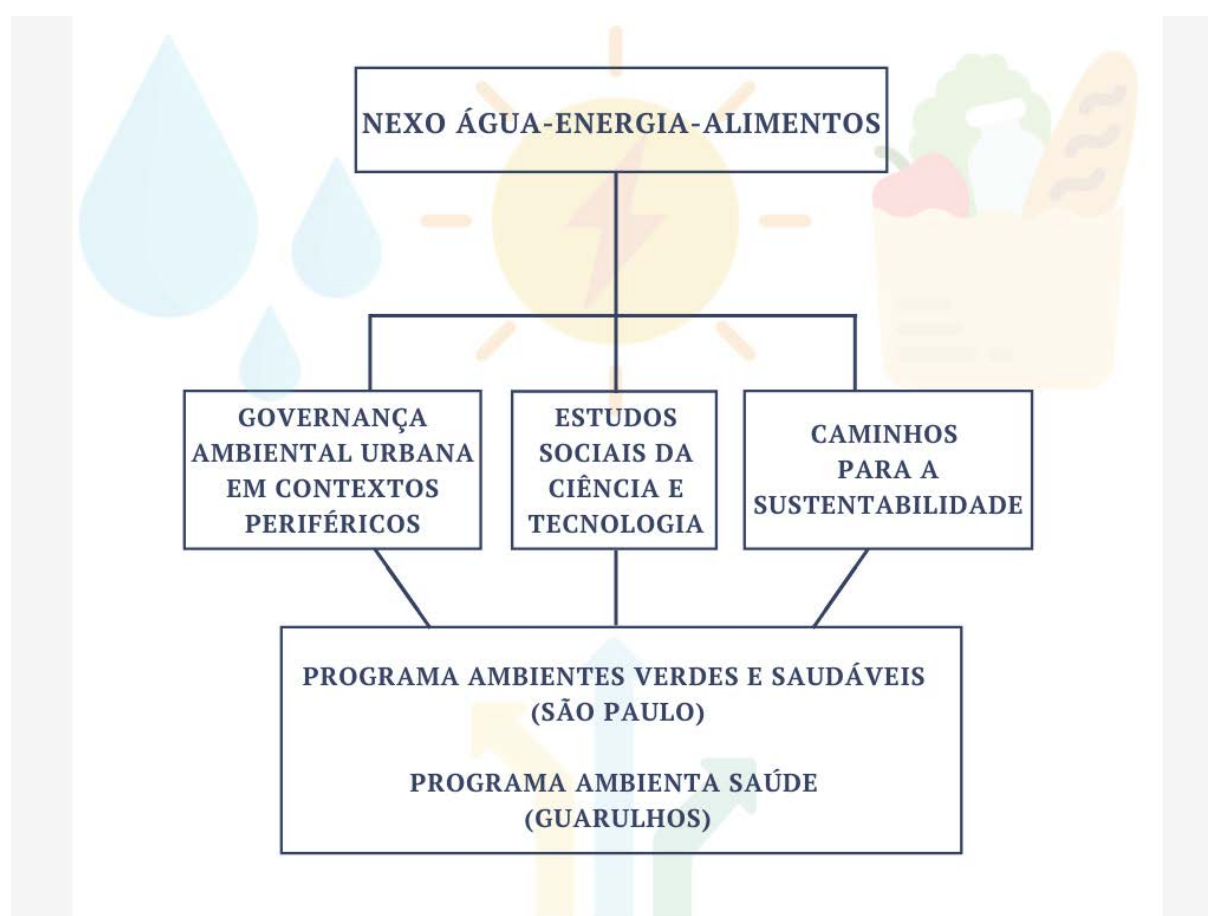 NEXO ÁGUA-ENERGIA-ALIMENTOS
GOVERNANÇA
AMBIENTAL URBANA
EM CONTEXTOS
PERIFÉRICOS
ESTUDOS
SOCIAIS DA
CIÊNCIA E
TECNOLOGIA
CAMINHOS
PARA A
SUSTENTABILIDADE
PROGRAMA AMBIENTES VERDES E SAUDÁVEIS
(SÃO PAULO)
PROGRAMA AMBIENTA SAÚDE
(GUARULHOS)